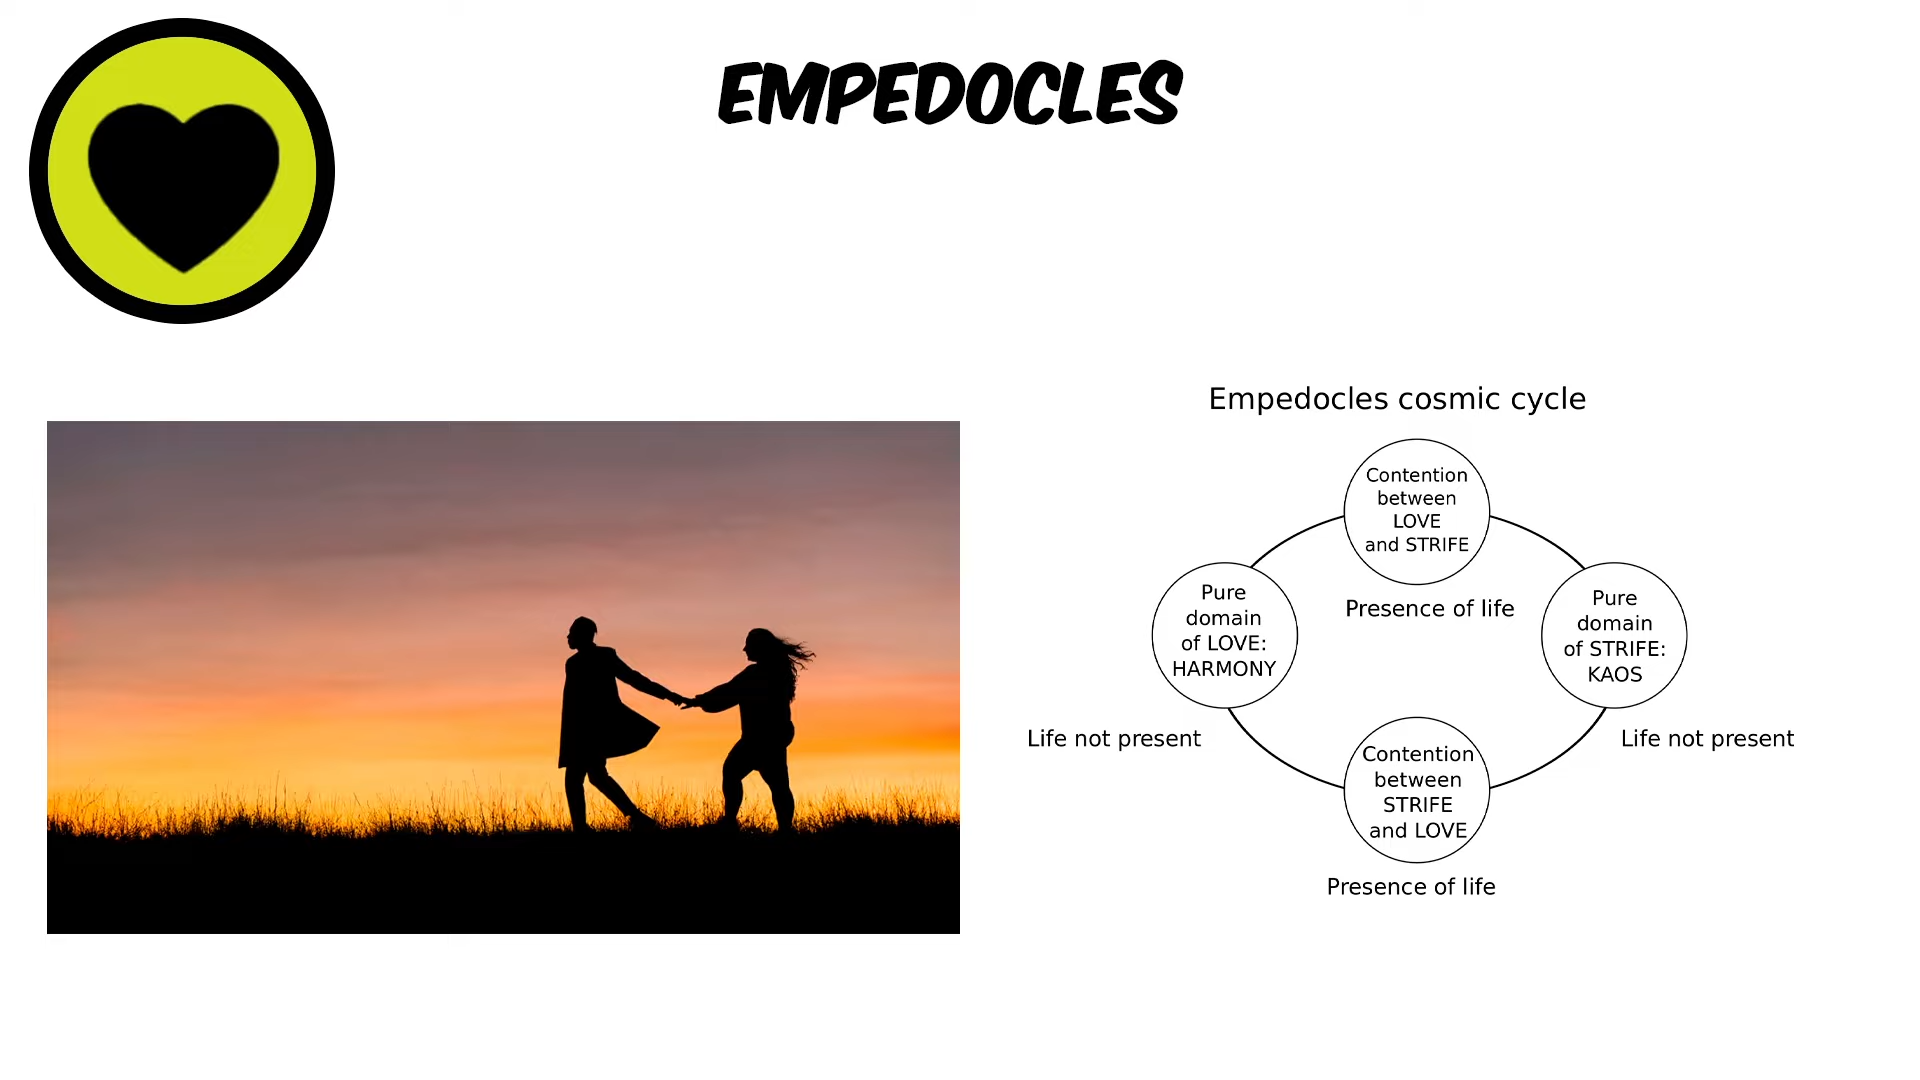 EMPEDOCLES
Empedocles cosmic cycle
Contention
between
LOVE
and STRIFE
Presence of life
Pure
domain
of LOVE:
HARMONY
Life not present
Pure
domain
of STRIFE:
KAOS
Life not present
Contention
between
STRIFE
and LOVE
Presence of life